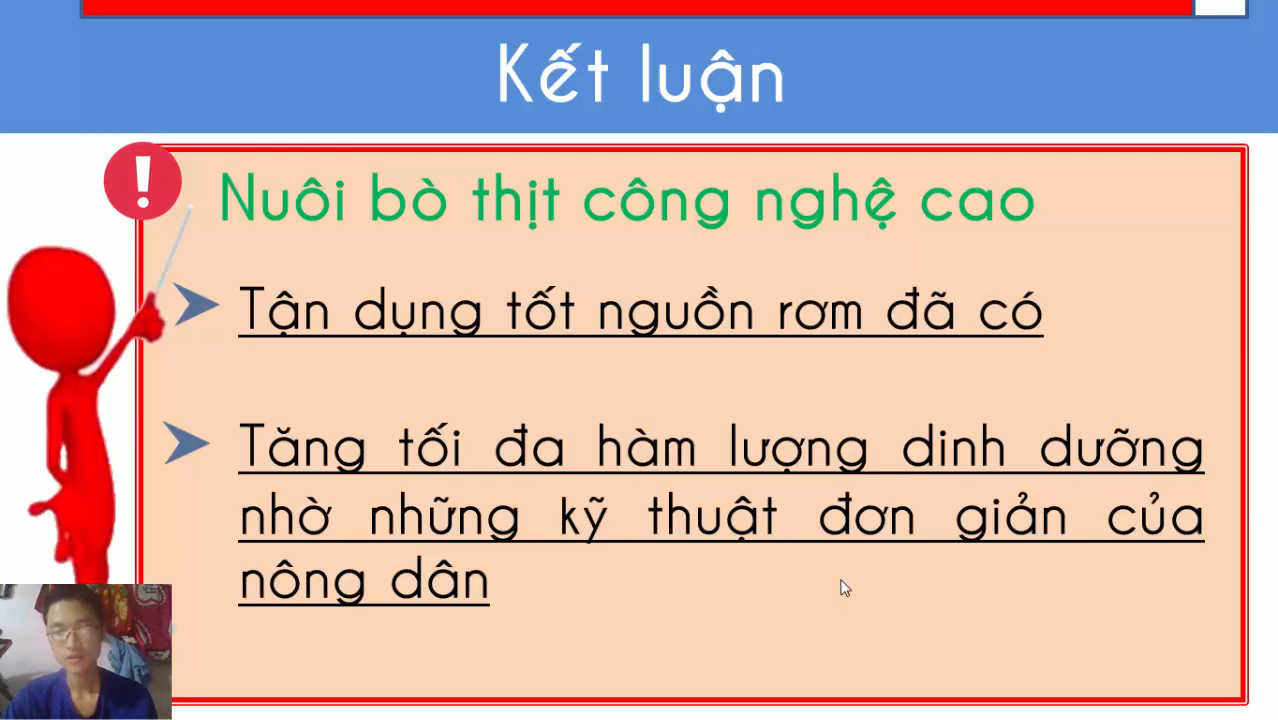 Kết luận
Nuôi bò thịt công nghệ cao
Tận dụng tốt nguồn rơm đã có
Tăng tối đa hàm lượng dinh dưỡng
nhờ những kỹ thuật đơn giản của
nông dân